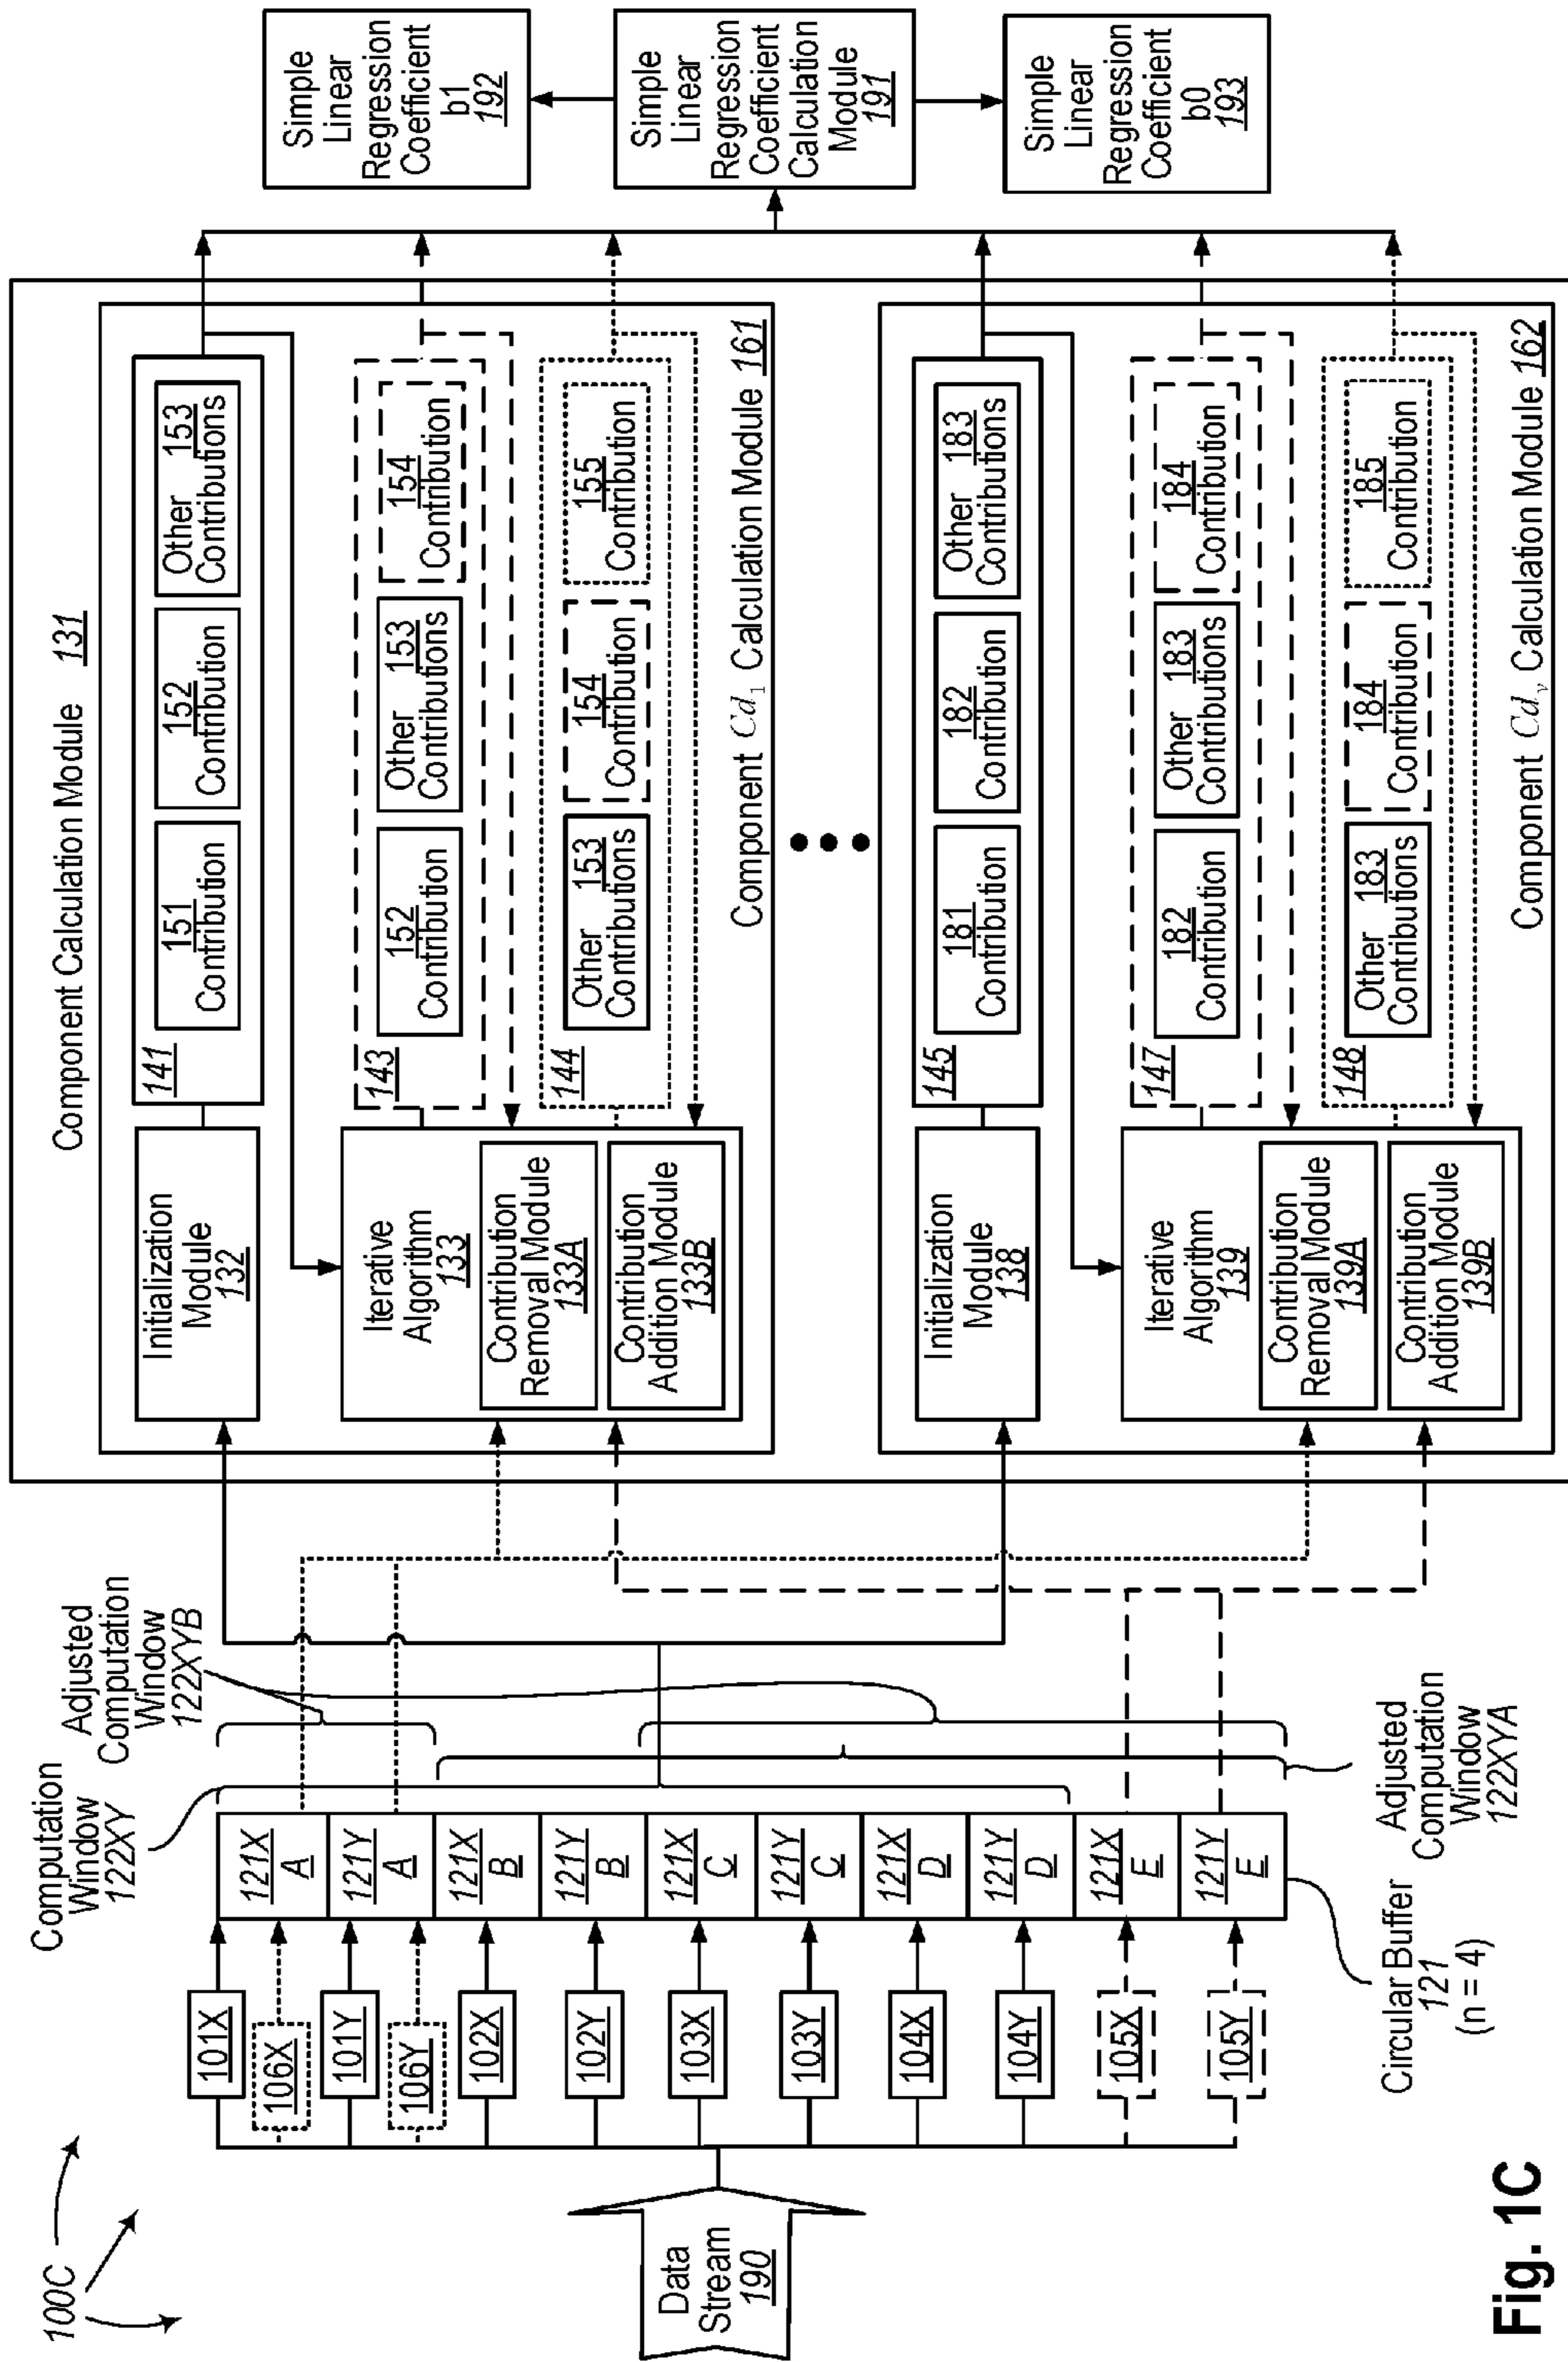 100C
Data
Stream
190
101X
106X
101Y
106Y
102X
102Y
103X
103Y
104X
104Y
105X
105Y
Computation
Window
122XY
Adjusted
Computation
Window
122XYB
121X
A
121Y
A
121X
B
121Y
B
121X
C
121Y
C
121X
D
121Y
D
121X
E
121Y
E
Circular Buffer
121
(n = 4)
Adjusted
Computation
Window
122XYA
Component Calculation Module 131
Initialization
Module
132
141
151
Contribution
152
Contribution
Other 153
Contributions
Iterative
Algorithm
133
Contribution
Removal Module
133A
Contribution
Addition Module
133B
143
152
Contribution
Other 153
Contributions
154
Contribution
144
Other 153
Contributions
154
Contribution
155
Contribution
Component Cd1 Calculation Module 161
Initialization
Module
138
145
181
Contribution
182
Contribution
Other 183
Contributions
Iterative
Algorithm
139
Contribution
Removal Module
139A
Contribution
Addition Module
139B
147
182
Contribution
Other 183
Contributions
184
Contribution
148
Other 183
Contributions
184
Contribution
185
Contribution
Component Cdv Calculation Module 162
Simple
Linear
Regression
Coefficient
b1
192
Simple
Linear
Regression
Coefficient
Calculation
Module
191
Simple
Linear
Regression
Coefficient
b0
193
Fig. 1C